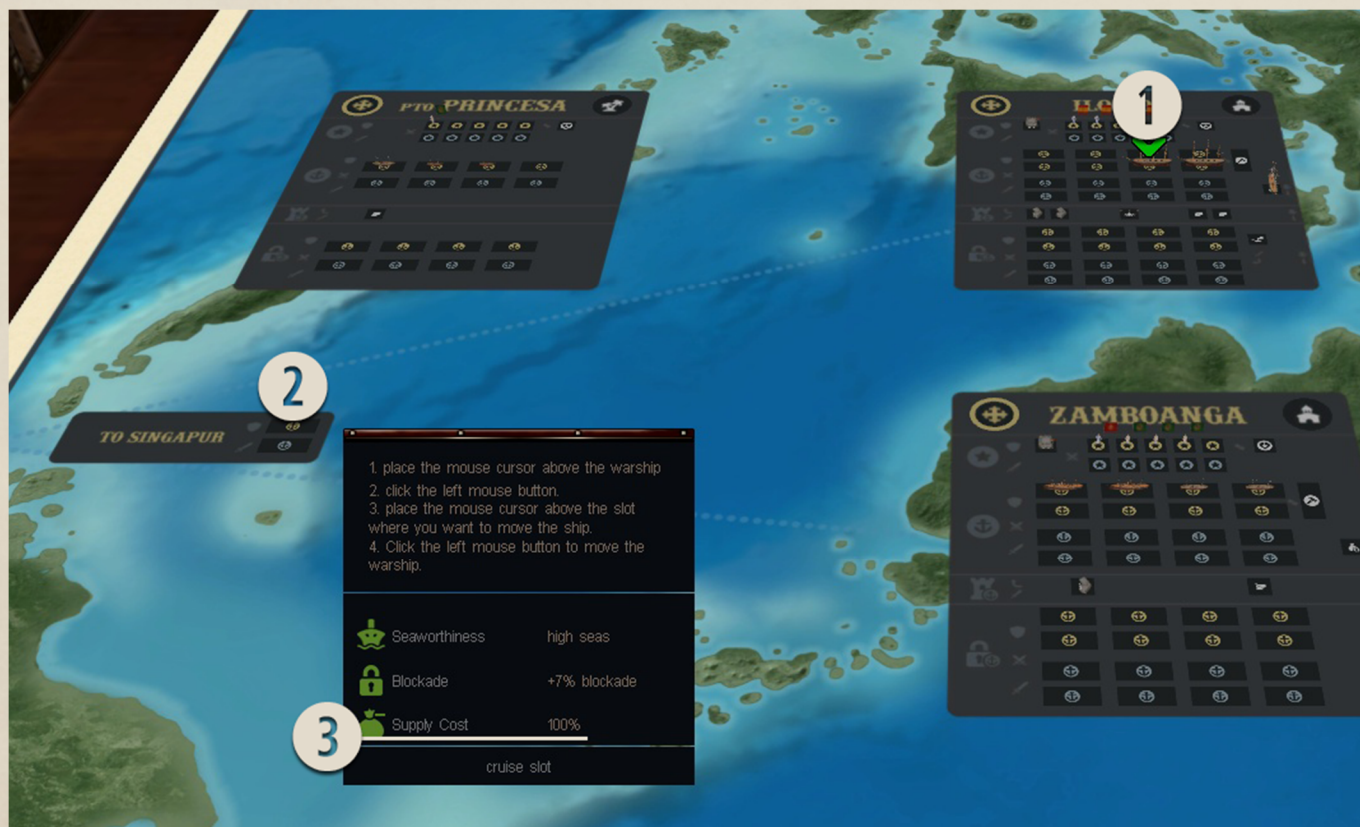 PTO PRINCESA
1
2
TO SINGAPUR
ZAMBOANGA
1. place the mouse cursor above the warship
2. click the left mouse button.
3. place the mouse cursor above the slot
where you want to move the ship.
4. Click the left mouse button to move the
warship.
Seaworthiness high seas
Blockade +7% blockade
3
Supply Cost 100%
cruise slot